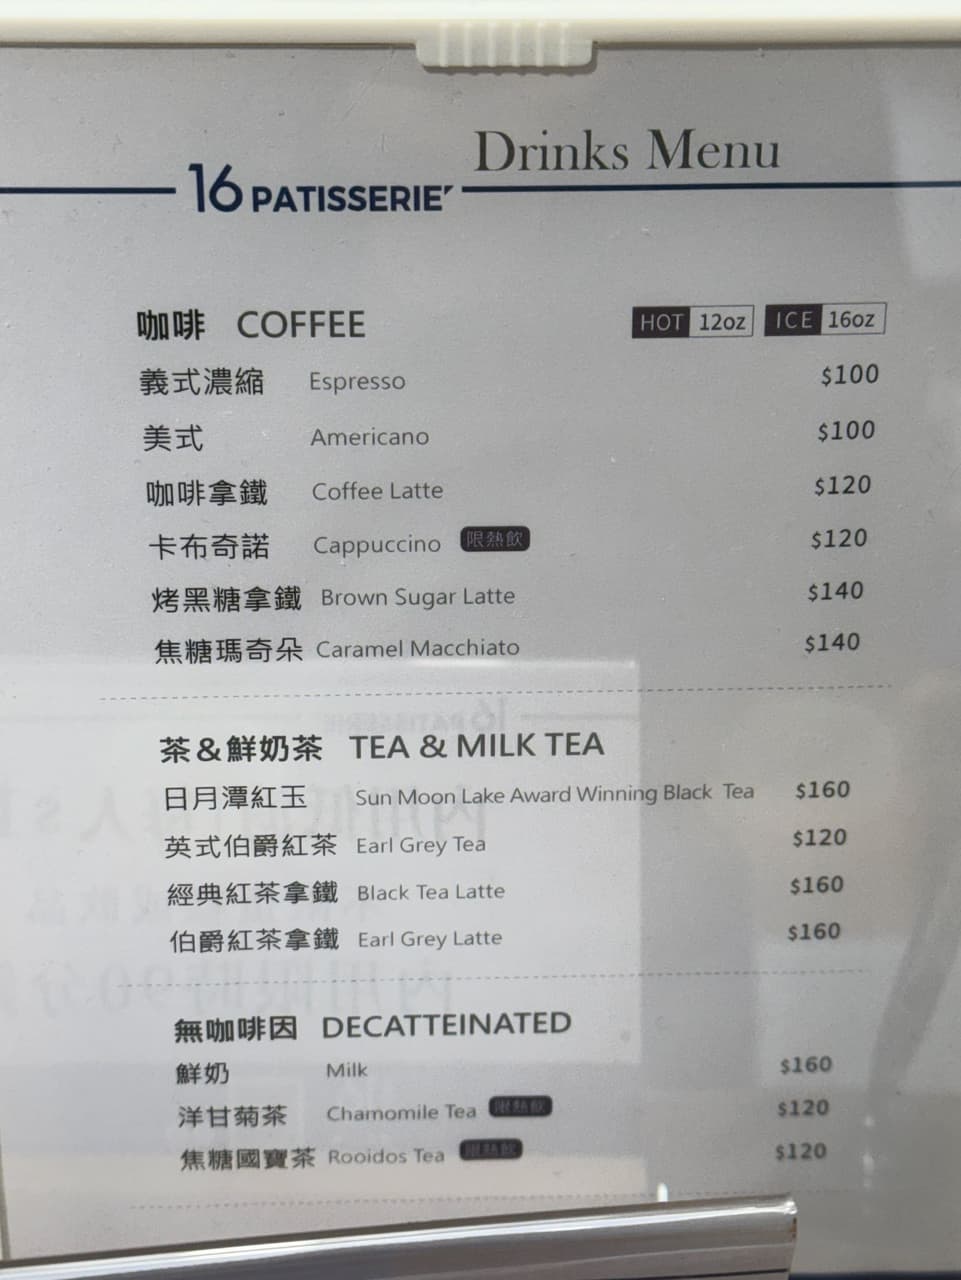 Drinks Menu
16 PATISSERIE
咖啡 COFFEE HOT 12oz ICE 16oz
義式濃縮 Espresso $100
美式 Americano $100
咖啡拿鐵 Coffee Latte $120
卡布奇諾 Cappuccino 限熱飲 $120
烤黑糖拿鐵 Brown Sugar Latte $140
焦糖瑪奇朵 Caramel Macchiato $140
茶&鮮奶茶 TEA & MILK TEA
日月潭紅玉 Sun Moon Lake Award Winning Black Tea $160
英式伯爵紅茶 Earl Grey Tea $120
經典紅茶拿鐵 Black Tea Latte $160
伯爵紅茶拿鐵 Earl Grey Latte $160
無咖啡因 DECATTEINATED
鮮奶 Milk $160
洋甘菊茶 Chamomile Tea 限熱飲 $120
焦糖國寶茶 Rooidos Tea 限熱飲 $120